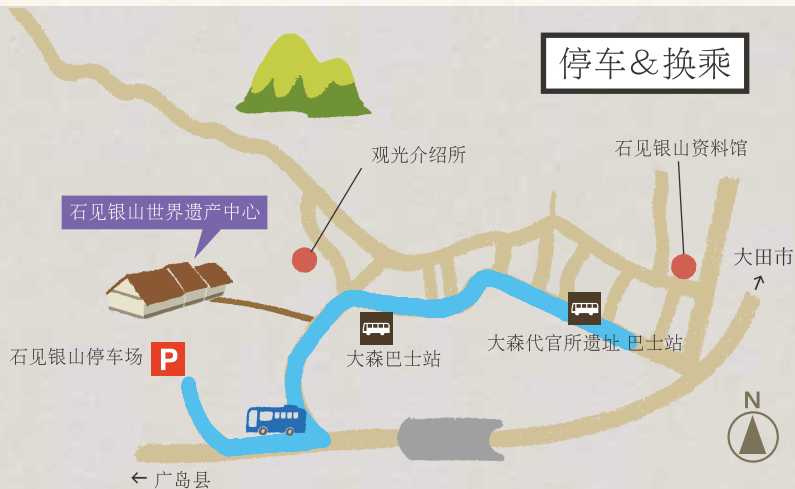 停车&换乘
观光介绍所
石见银山资料馆
石见银山世界遗产中心
大田市
石见银山停车场
P
大森巴士站
大森代官所遗址 巴士站
N
广岛县